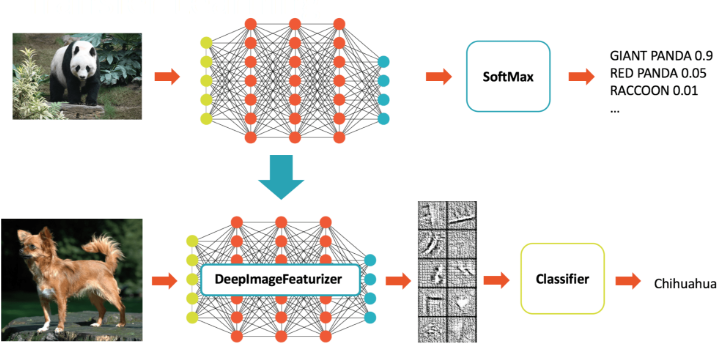 SoftMax
GIANT PANDA 0.9
RED PANDA 0.05
RACCOON 0.01
...
DeepImageFeaturizer
Classifier
Chihuahua